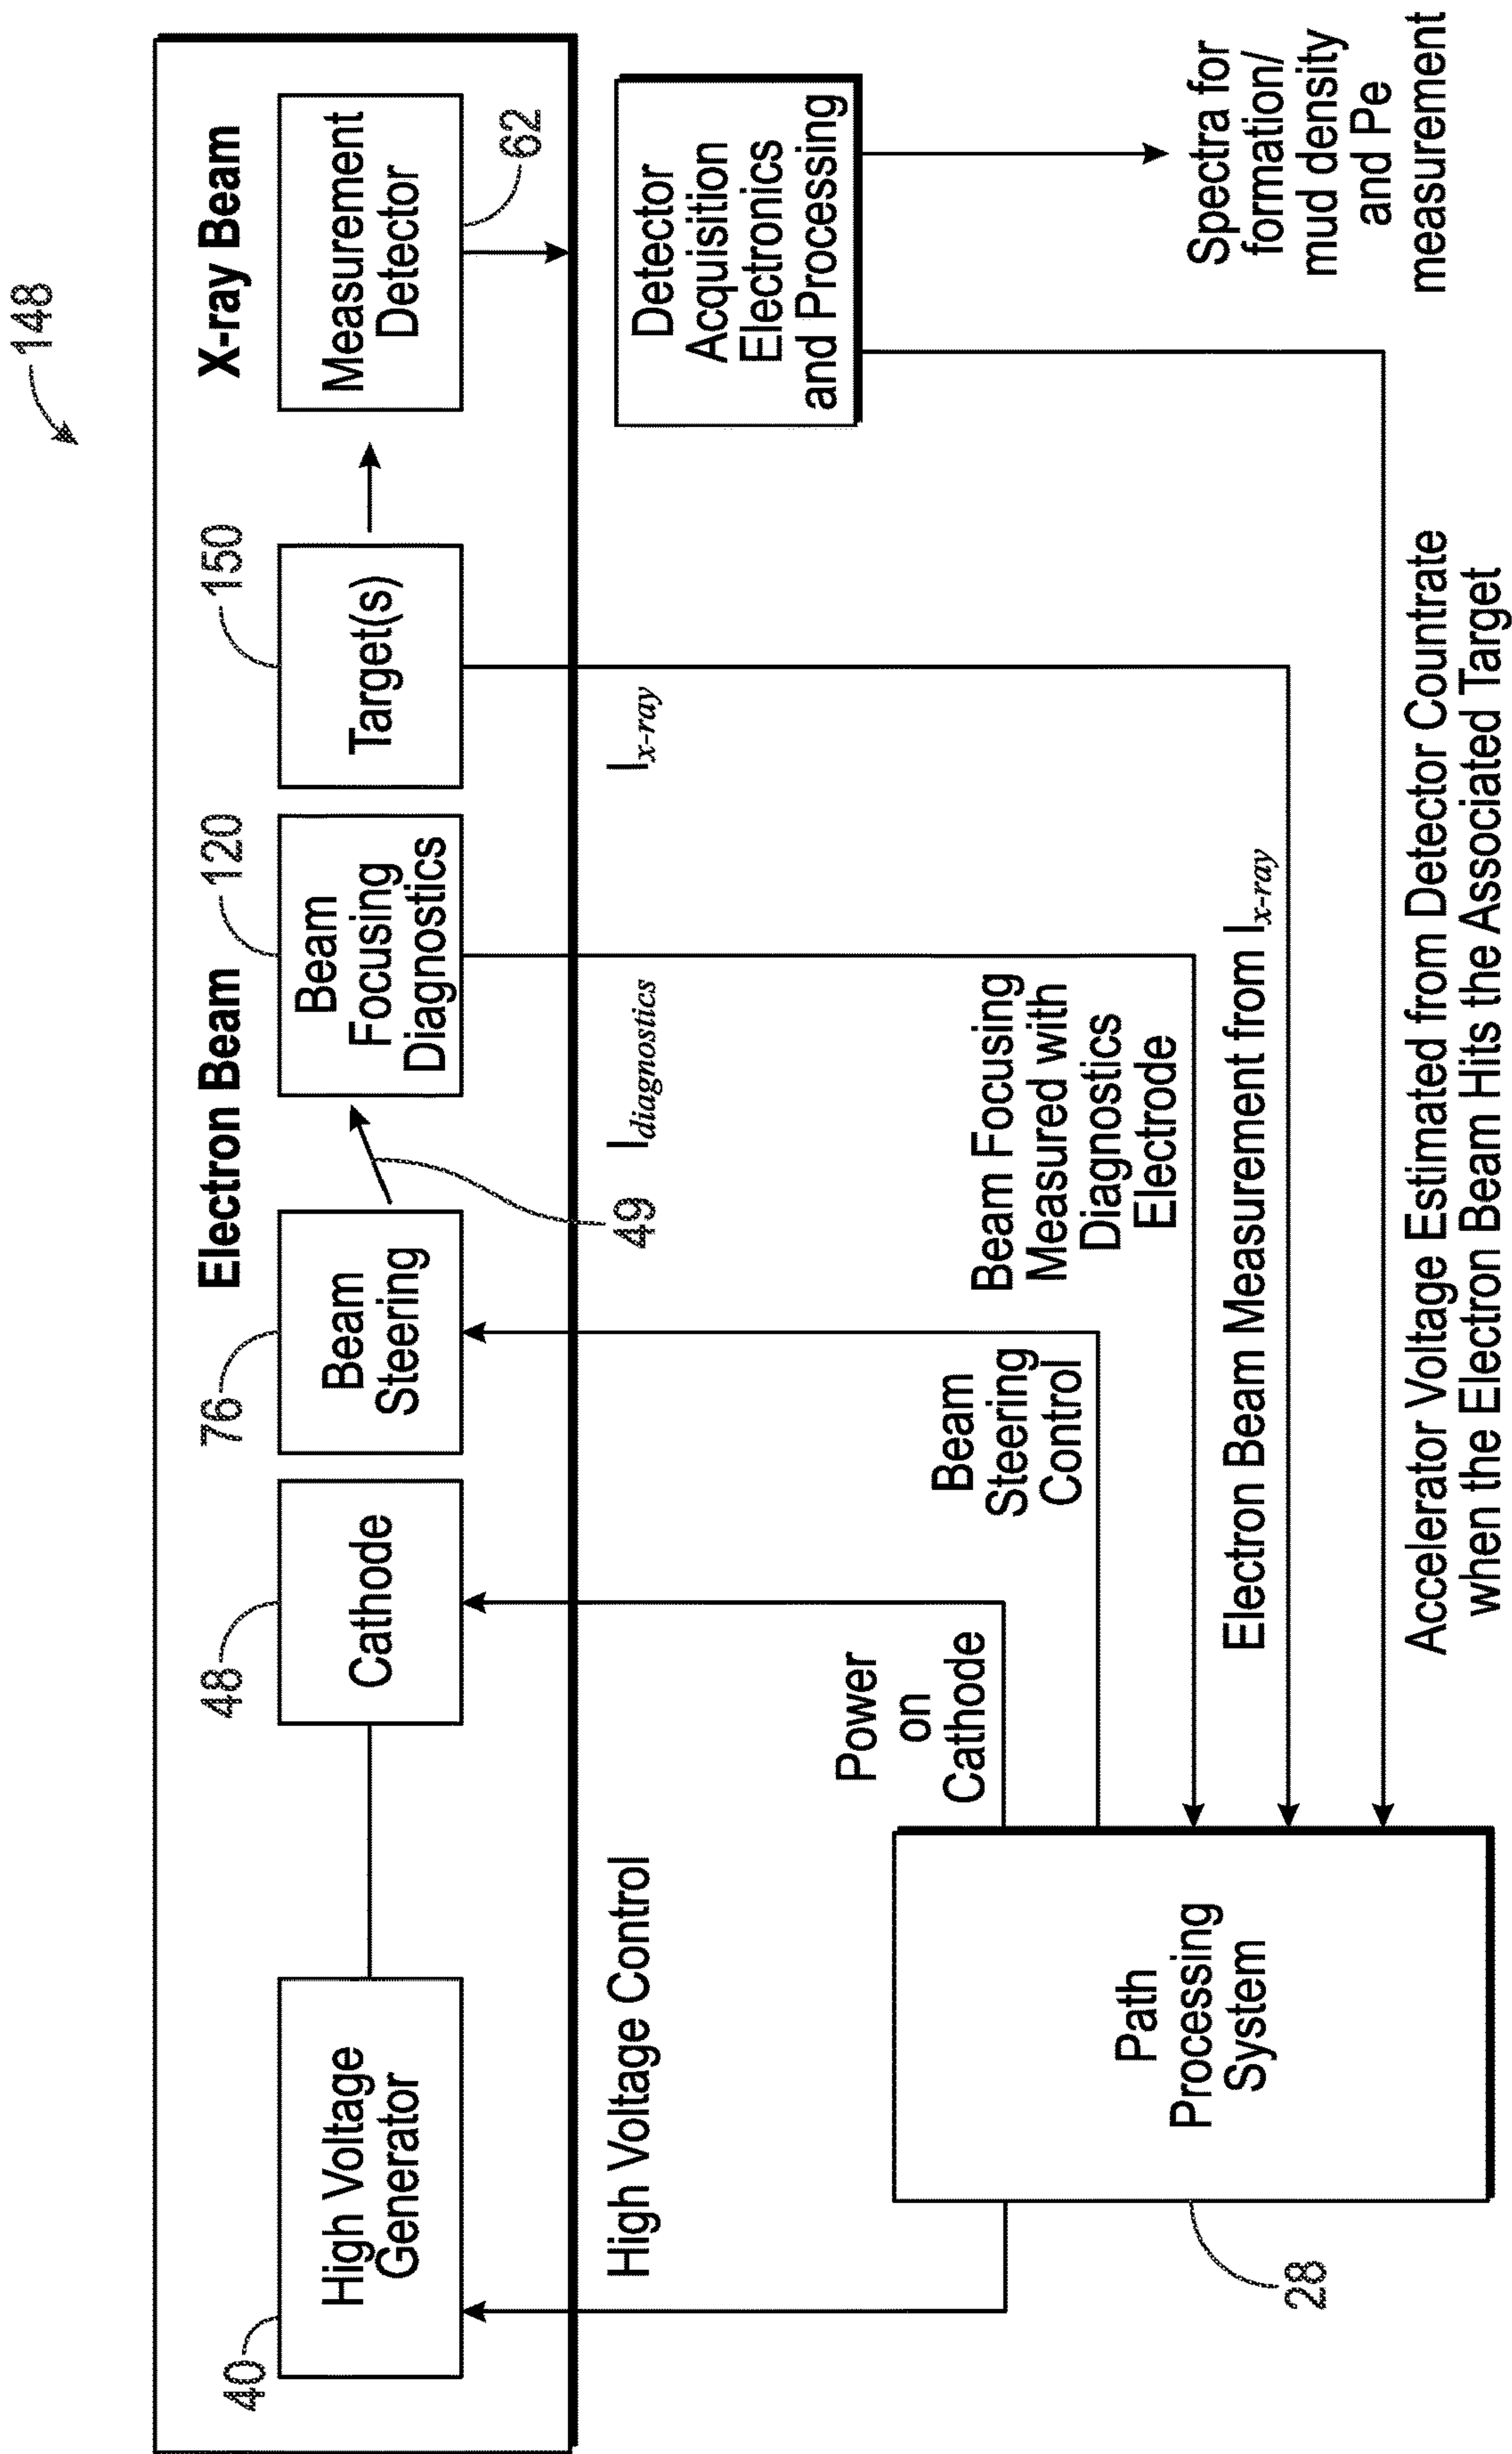 148
Electron Beam
X-ray Beam
40
48
76
120
150
High Voltage
Generator
Cathode
Beam
Steering
Beam
Focusing
Diagnostics
Target(s)
Measurement
Detector
49
62
High Voltage Control
I diagnostics
I x-ray
Detector
Acquisition
Electronics
and Processing
Power
on
Cathode
Beam
Steering
Control
Beam Focusing
Measured with
Diagnostics
Electrode
Electron Beam Measurement from I x-ray
Spectra for
formation/
mud density
and Pe
measurement
Path
Processing
System
28
Accelerator Voltage Estimated from Detector Countrate
when the Electron Beam Hits the Associated Target